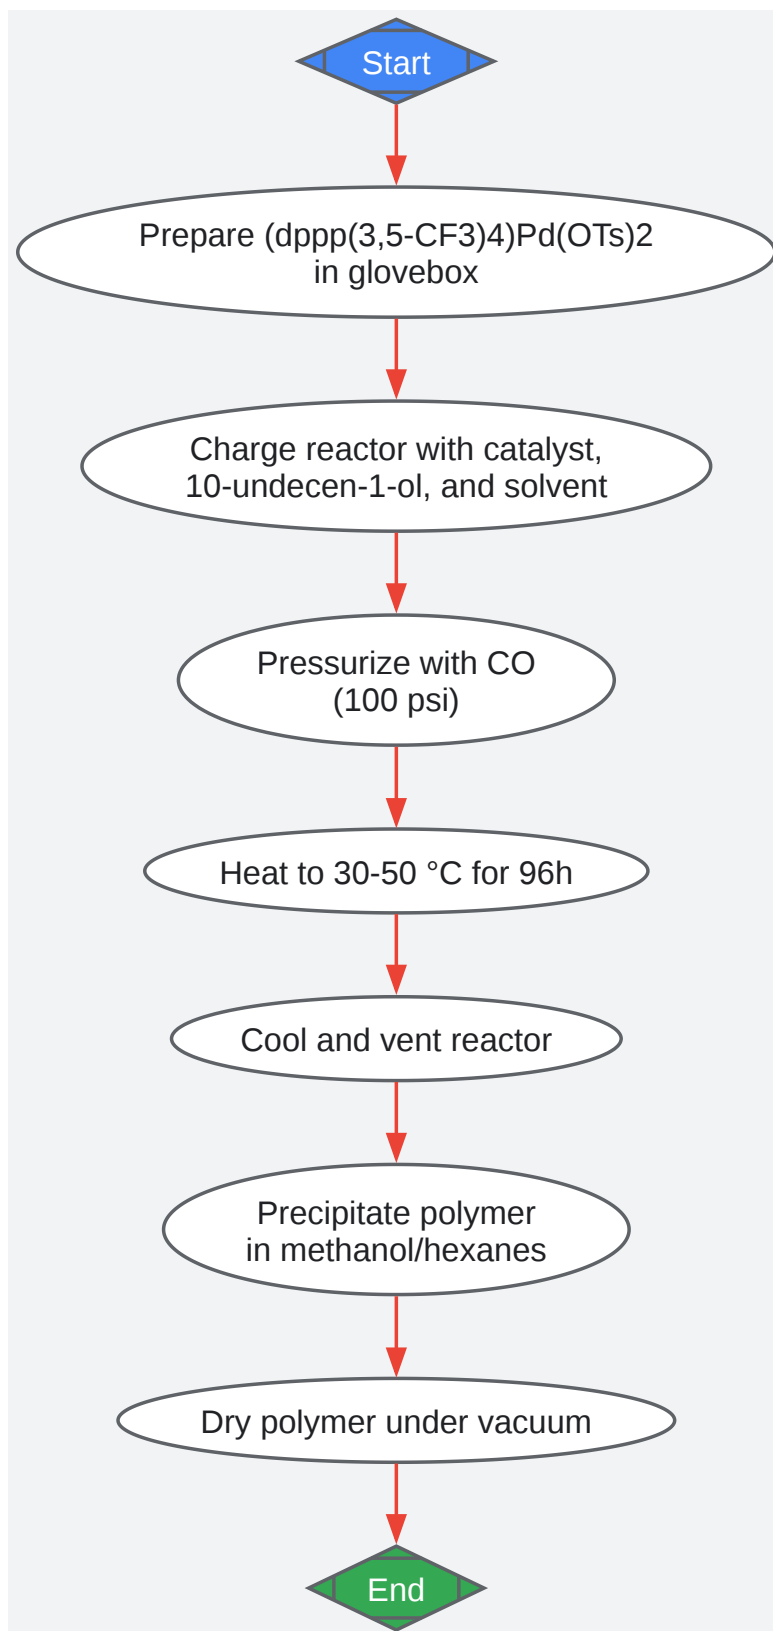 Start
Prepare (dppp(3,5-CF3)4)Pd(OTs)2
in glovebox
Charge reactor with catalyst,
10-undecen-1-ol, and solvent
Pressurize with CO
(100 psi)
Heat to 30-50 °C for 96h
Cool and vent reactor
Precipitate polymer
in methanol/hexanes
Dry polymer under vacuum
End